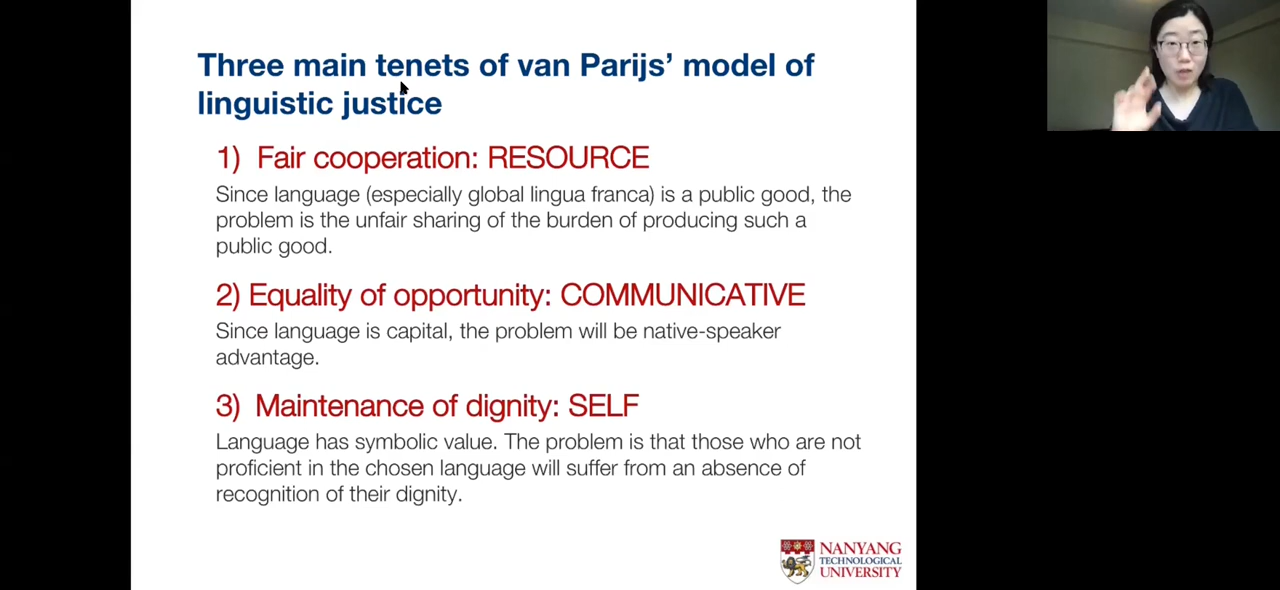 Three main tenets of van Parijs’ model of
linguistic justice
1) Fair cooperation: RESOURCE
Since language (especially global lingua franca) is a public good, the
problem is the unfair sharing of the burden of producing such a
public good.
2) Equality of opportunity: COMMUNICATIVE
Since language is capital, the problem will be native-speaker
advantage.
3) Maintenance of dignity: SELF
Language has symbolic value. The problem is that those who are not
proficient in the chosen language will suffer from an absence of
recognition of their dignity.
NANYANG
TECHNOLOGICAL
UNIVERSITY